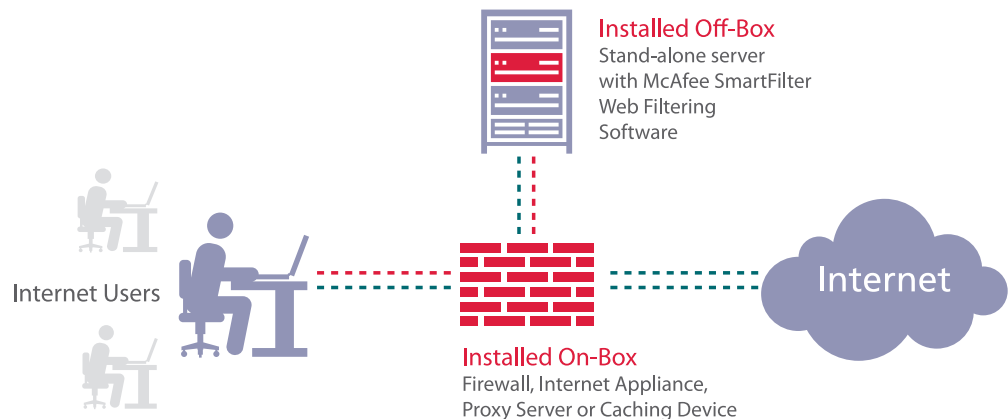 Installed Off-Box
Stand-alone server
with McAfee SmartFilter
Web Filtering
Software
Internet Users
Internet
Installed On-Box
Firewall, Internet Appliance,
Proxy Server or Caching Device